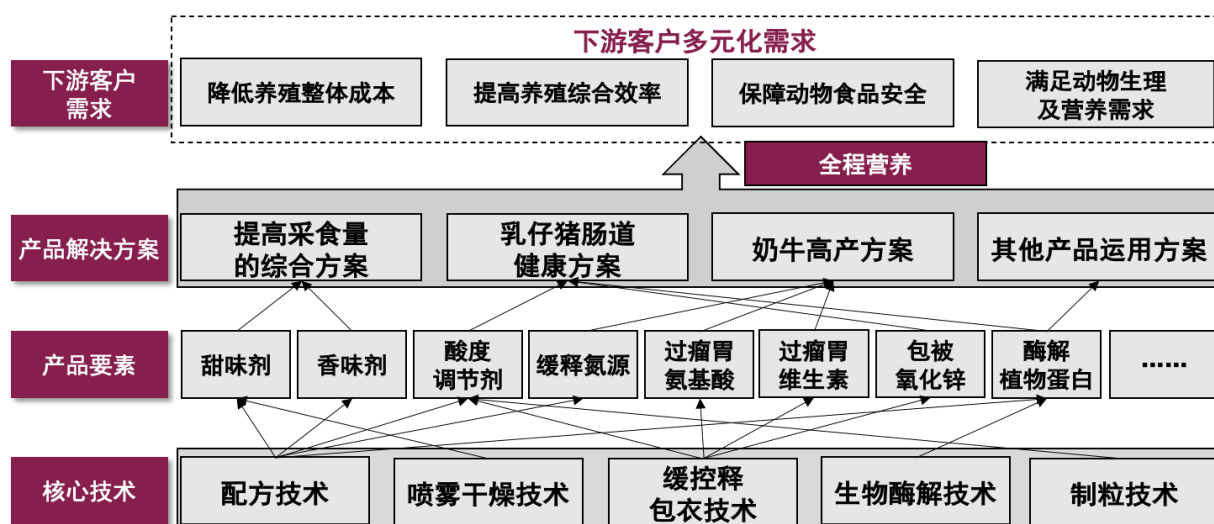 下游客户多元化需求
下游客户
需求
降低养殖整体成本
提高养殖综合效率
保障动物食品安全
满足动物生理
及营养需求
全程营养
产品解决方案
提高采食量
的综合方案
乳仔猪肠道
健康方案
奶牛高产方案
其他产品运用方案
产品要素
甜味剂
香味剂
酸度
调节剂
缓释氮源
过瘤胃
氨基酸
过瘤胃
维生素
包被
氧化锌
酶解
植物蛋白
......
核心技术
配方技术
喷雾干燥技术
缓控释
包衣技术
生物酶解技术
制粒技术